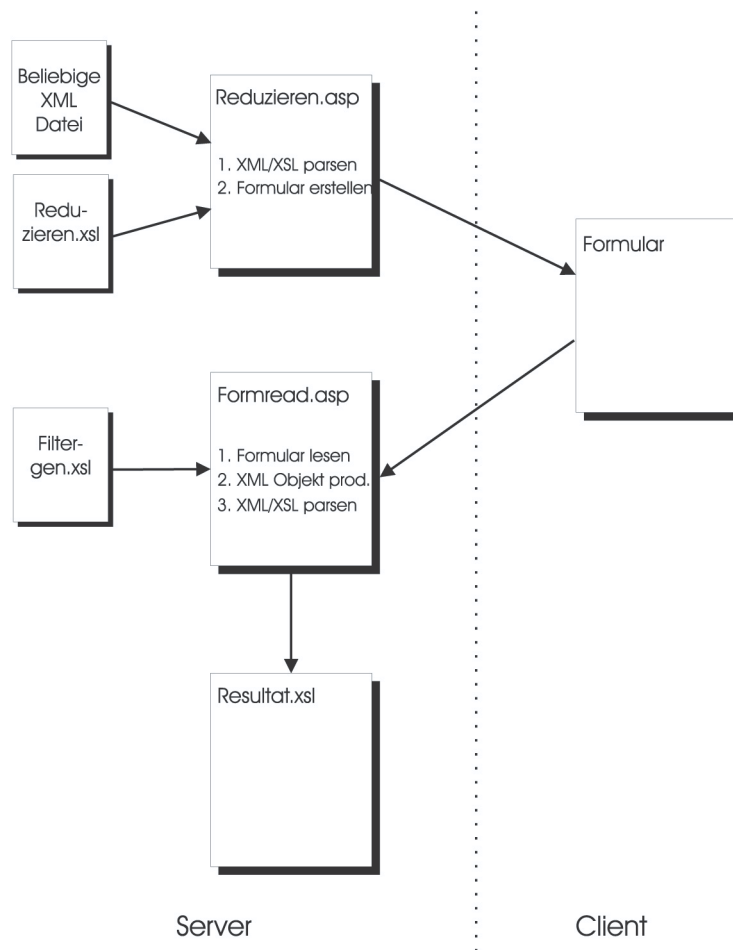 Beliebige
XML
Datei
Redu-
zieren.xsl
Reduzieren.asp
1. XML/XSL parsen
2. Formular erstellen
Formular
Filter-
gen.xsl
Formread.asp
1. Formular lesen
2. XML Objekt prod.
3. XML/XSL parsen
Resultat.xsl
Server
Client